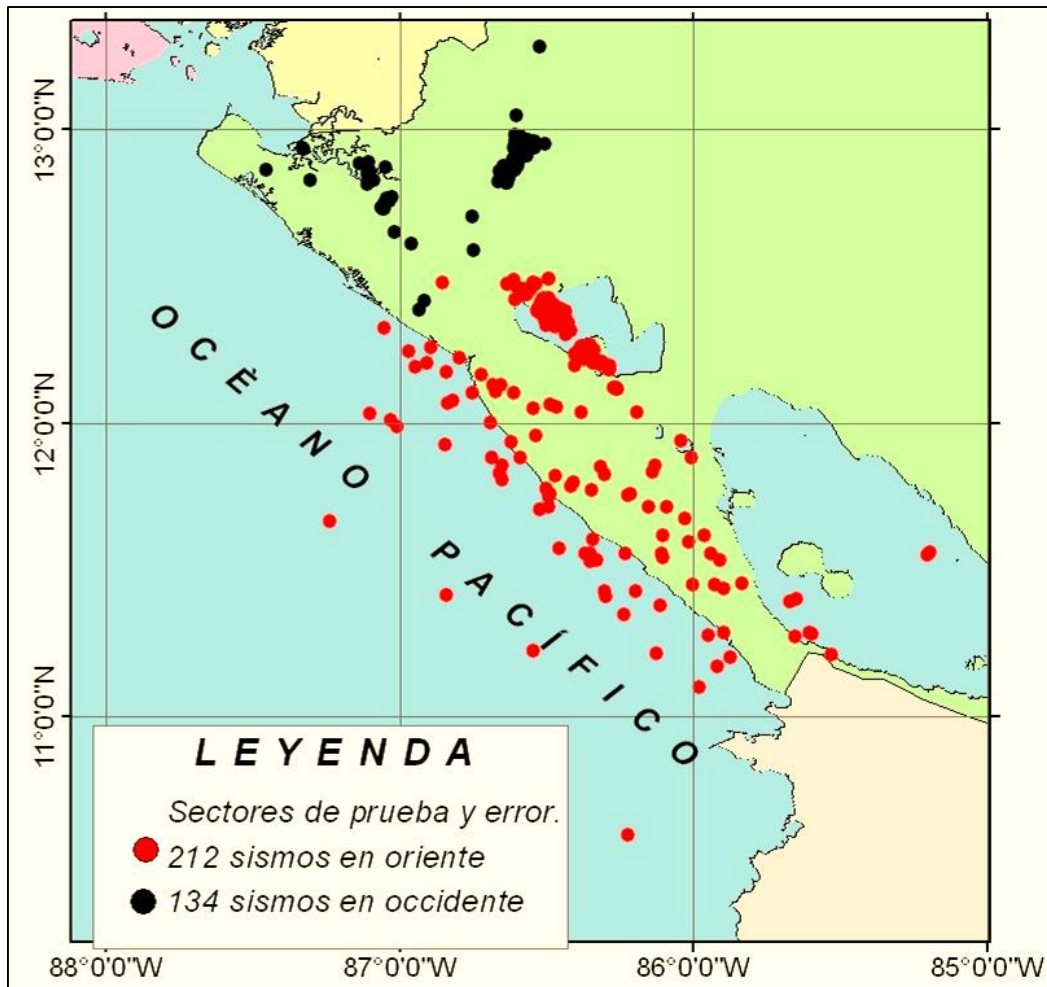 13°0'0"N
12°0'0"N
11°0'0"N
OCÈANO PACÍFICO
LEYENDA
Sectores de prueba y error.
212 sismos en oriente
134 sismos en occidente
88°0'0"W 87°0'0"W 86°0'0"W 85°0'0"W